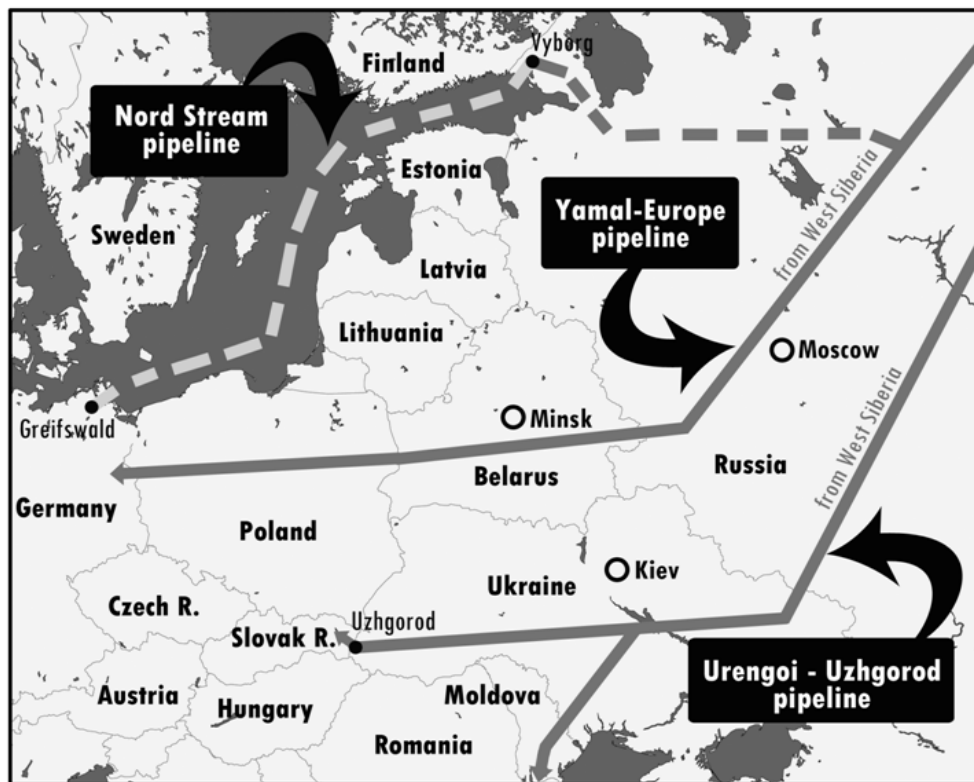 Vyborg
Finland
Nord Stream
pipeline
Estonia
from West Siberia
Yamal-Europe
pipeline
Sweden
Latvia
Lithuania
Moscow
Minsk
Greifswald
from West Siberia
Russia
Belarus
Germany
Poland
Kiev
Ukraine
Czech R.
Uzhgorod
Slovak R.
Urengoi - Uzhgorod
pipeline
Austria
Moldova
Hungary
Romania